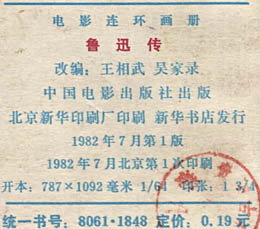 电影连环画册
鲁迅传
改编：王相武 吴家录
中国电影出版社出版
北京新华印刷厂印刷 新华书店发行
1982年7月第1版
1982年7月北京第1次印刷
开本：787×1092毫米 1/64 印张：1 3/4
统一书号：8061·1848 定价：0.19元